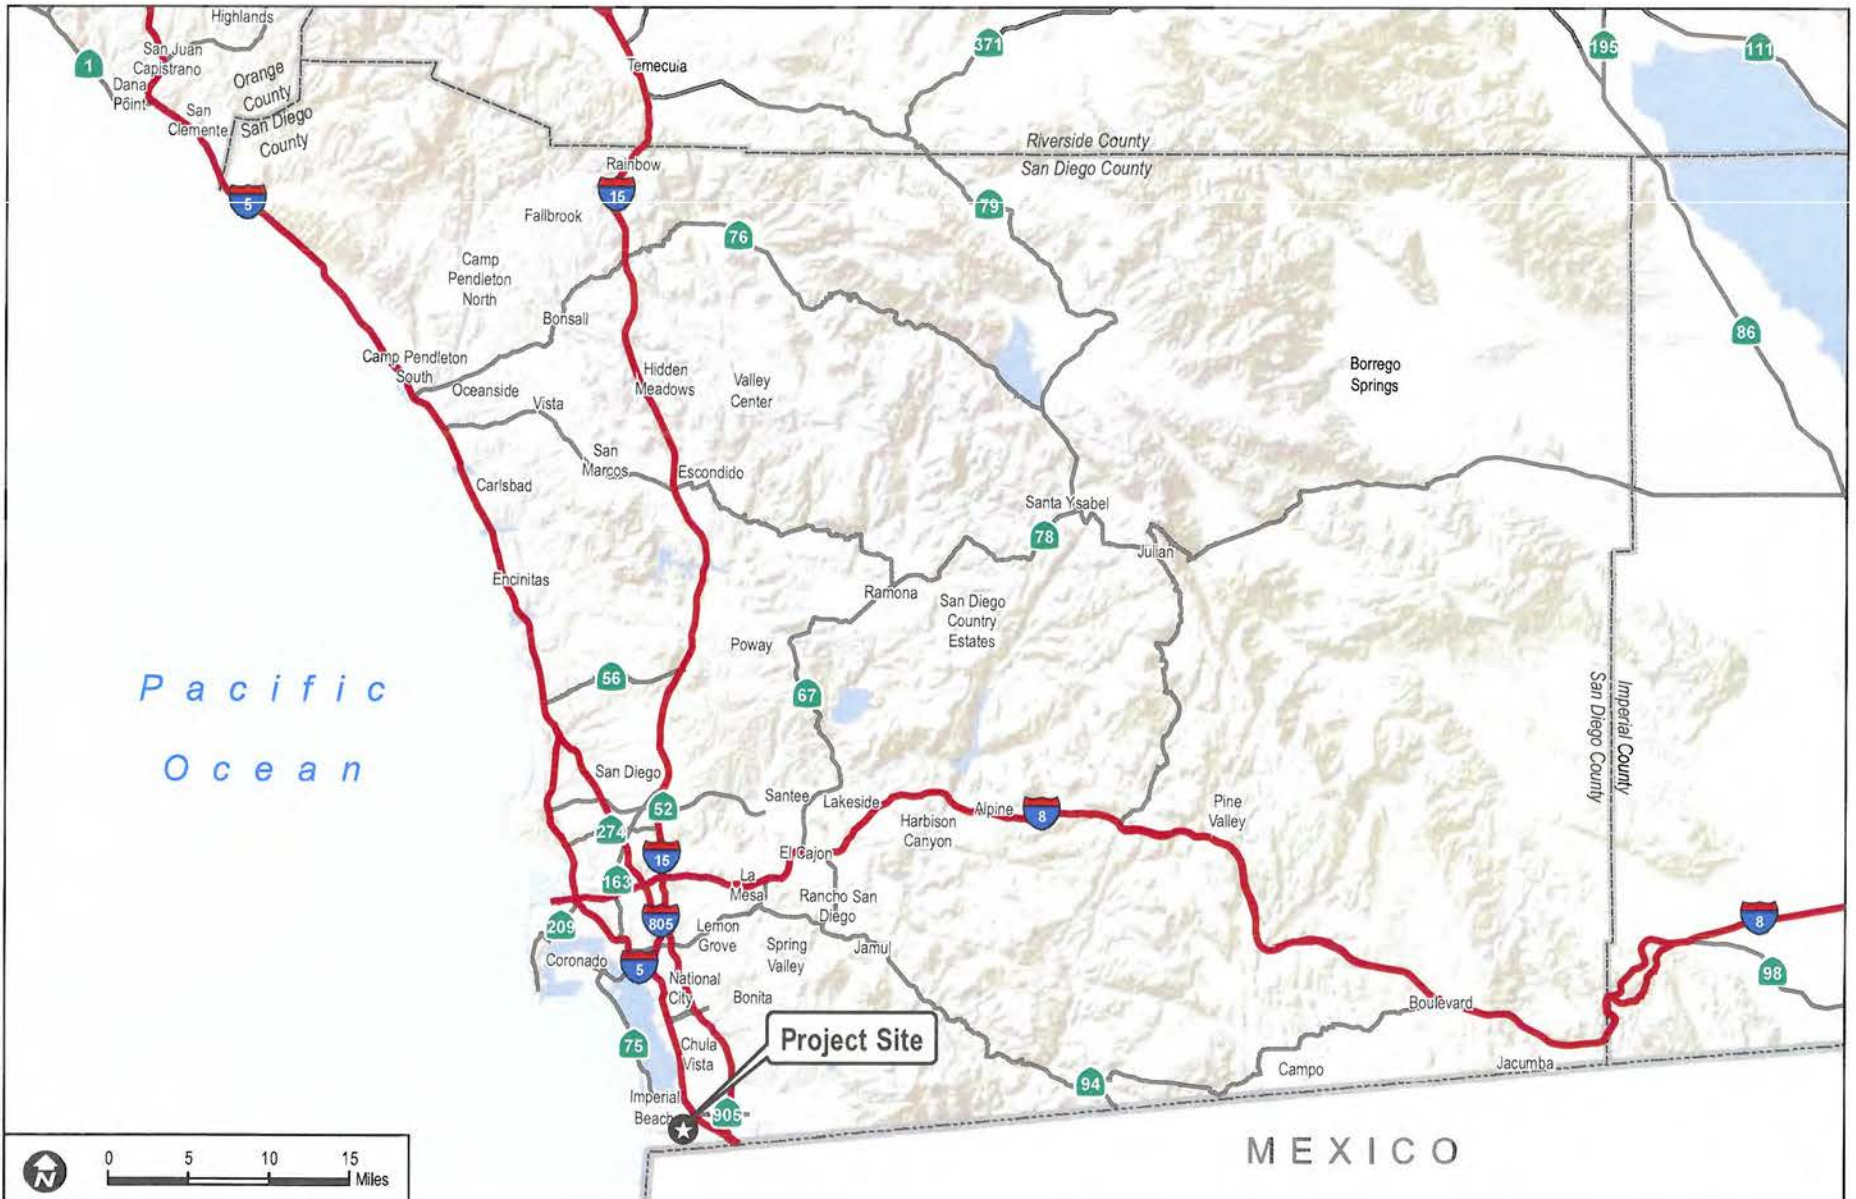 Highlands
1
San Juan
Capistrano
Dana
Point
San
Clemente
Orange
County
San Diego
County
5
Temecula
371
195
111
Riverside County
San Diego County
Rainbow
15
Fallbrook
79
76
Camp
Pendleton
North
Bonsall
86
Camp Pendleton
South
Oceanside
Hidden
Meadows
Valley
Center
Borrego
Springs
Vista
San
Marcos
Escondido
Carlsbad
Santa Ysabel
78
Julian
Encinitas
Ramona
San Diego
Country
Estates
Poway
56
67
Pacific
Ocean
Imperial County
San Diego County
San Diego
52
Santee
Lakeside
Alpine
8
Pine
Valley
274
Harbison
Canyon
15
El Cajon
163
La
Mesa
Rancho San
Diego
209
805
Lemon
Grove
Spring
Valley
Jamul
8
Coronado
5
National
City
Bonita
98
Boulevard
75
Chula
Vista
Project Site
Jacumba
Campo
94
Imperial
Beach
905
MEXICO
N
0 5 10 15
Miles